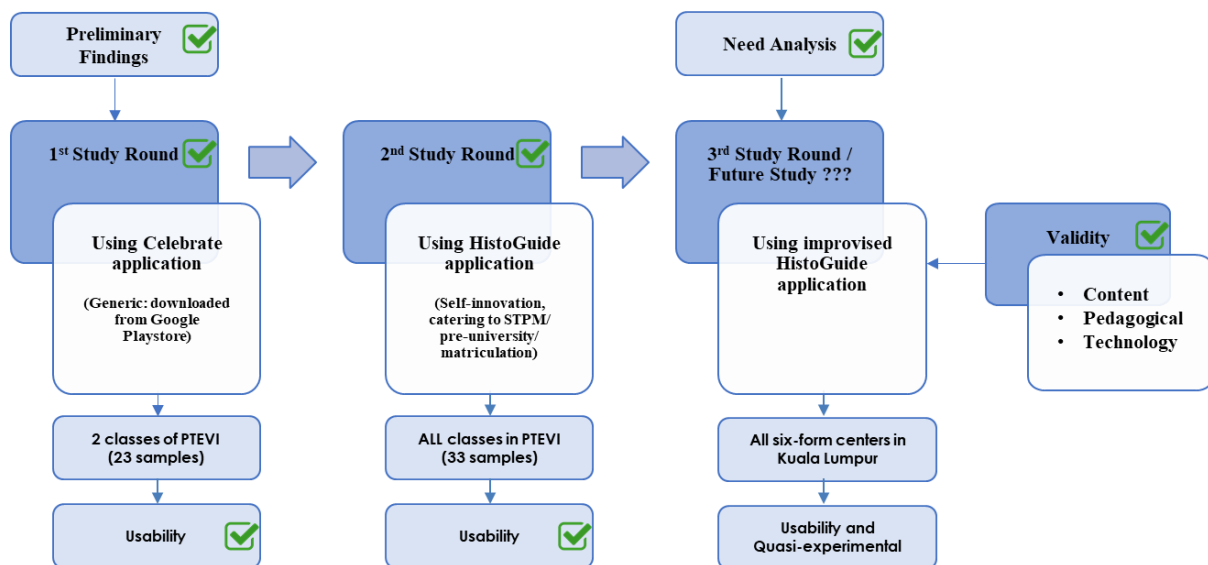 Preliminary
Findings
1st Study Round
Using Celebrate
application
(Generic: downloaded
from Google
Playstore)
2 classes of PTEVI
(23 samples)
Usability
2nd Study Round
Using HistoGuide
application
(Self-innovation,
catering to STPM/
pre-university/
matriculation)
ALL classes in PTEVI
(33 samples)
Usability
Need Analysis
3rd Study Round /
Future Study ???
Using improvised
HistoGuide
application
All six-form centers in
Kuala Lumpur
Usability and
Quasi-experimental
Validity
• Content
• Pedagogical
• Technology